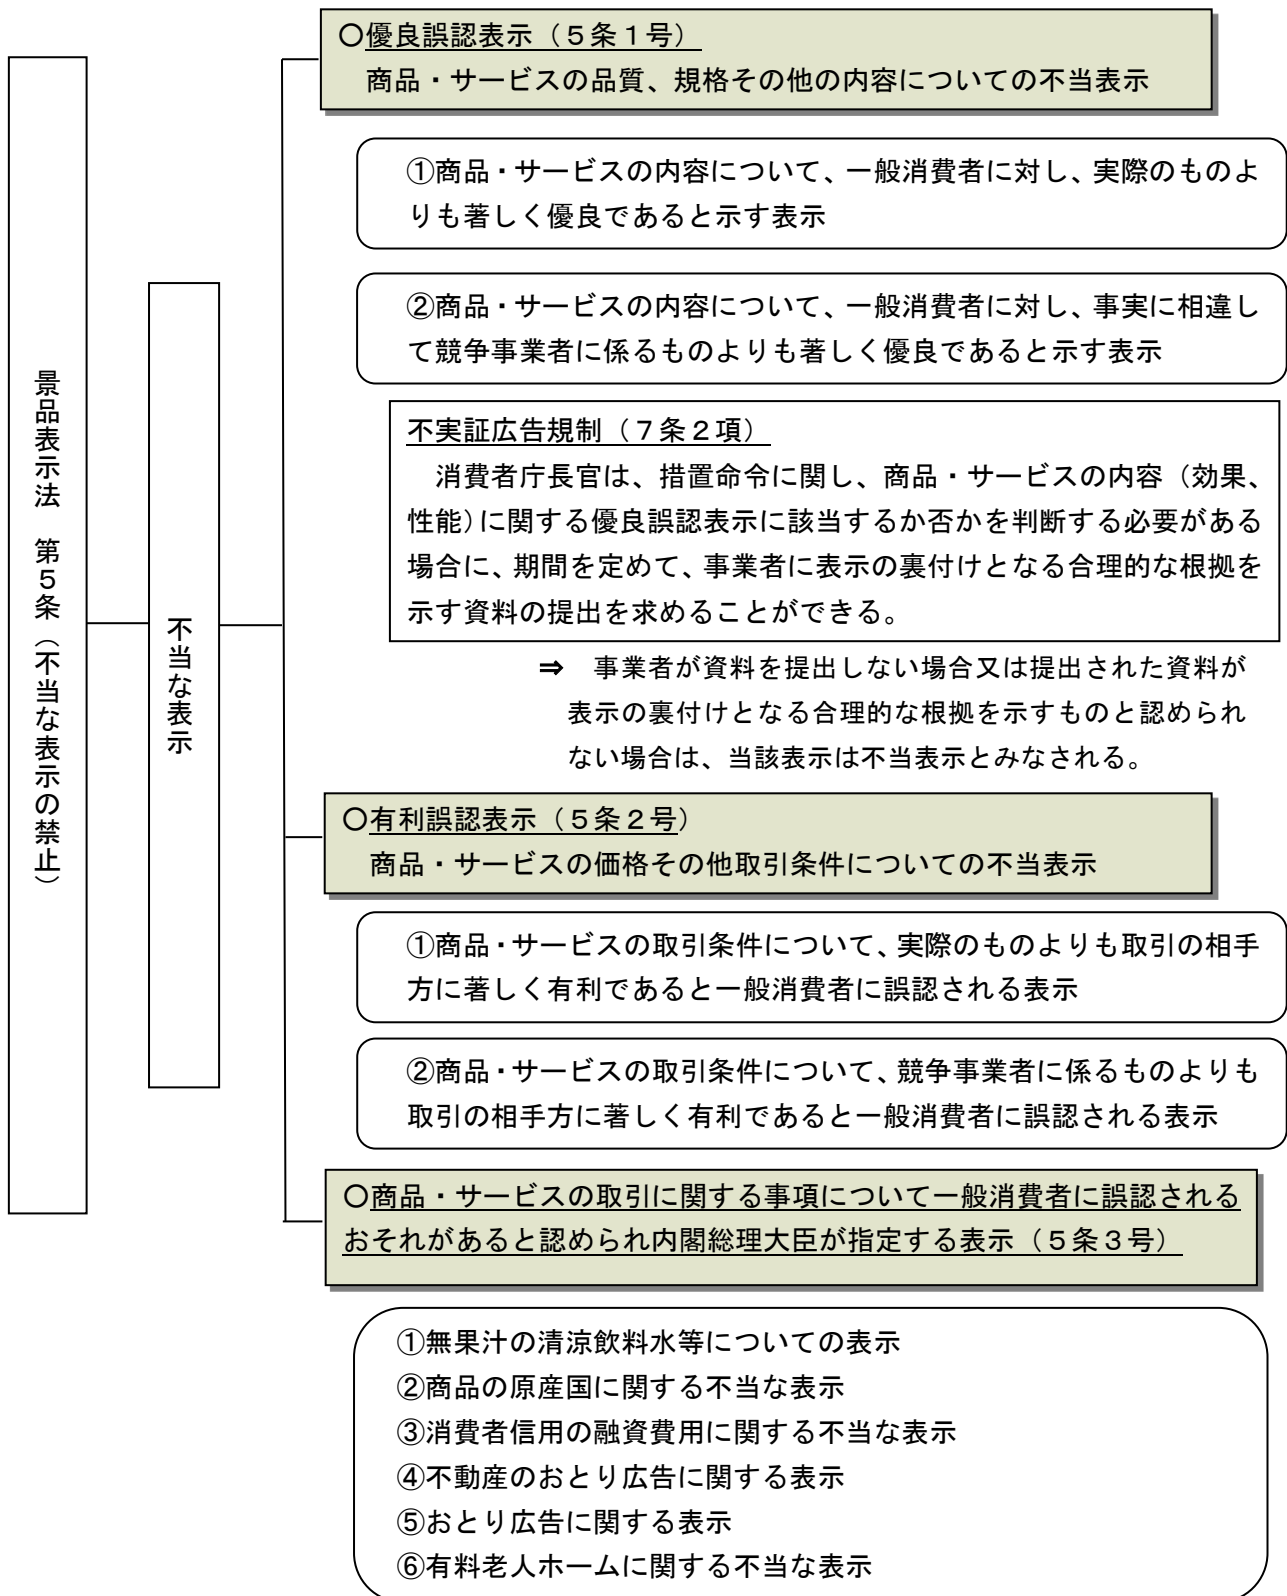 景品表示法　第５条（不当な表示の禁止）
不当な表示
〇優良誤認表示（５条１号）
商品・サービスの品質、規格その他の内容についての不当表示
①商品・サービスの内容について、一般消費者に対し、実際のものよ
りも著しく優良であると示す表示
②商品・サービスの内容について、一般消費者に対し、事実に相違し
て競争事業者に係るものよりも著しく優良であると示す表示
不実証広告規制（７条２項）
消費者庁長官は、措置命令に関し、商品・サービスの内容（効果、
性能）に関する優良誤認表示に該当するか否かを判断する必要がある
場合に、期間を定めて、事業者に表示の裏付けとなる合理的な根拠を
示す資料の提出を求めることができる。
⇒　事業者が資料を提出しない場合又は提出された資料が
表示の裏付けとなる合理的な根拠を示すものと認められ
ない場合は、当該表示は不当表示とみなされる。
〇有利誤認表示（５条２号）
商品・サービスの価格その他取引条件についての不当表示
①商品・サービスの取引条件について、実際のものよりも取引の相手
方に著しく有利であると一般消費者に誤認される表示
②商品・サービスの取引条件について、競争事業者に係るものよりも
取引の相手方に著しく有利であると一般消費者に誤認される表示
〇商品・サービスの取引に関する事項について一般消費者に誤認される
おそれがあると認められ内閣総理大臣が指定する表示（５条３号）
①無果汁の清涼飲料水等についての表示
②商品の原産国に関する不当な表示
③消費者信用の融資費用に関する不当な表示
④不動産のおとり広告に関する表示
⑤おとり広告に関する表示
⑥有料老人ホームに関する不当な表示